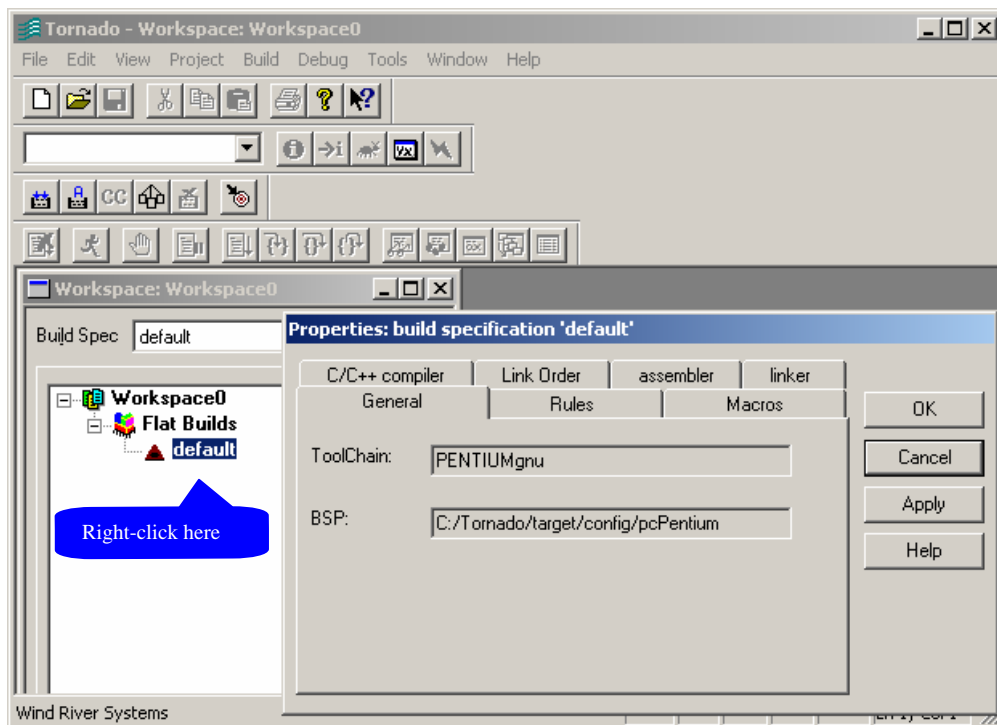 Tornado - Workspace: Workspace0
File Edit View Project Build Debug Tools Window Help
CC
Workspace: Workspace0
Build Spec default
Workspace0
Flat Builds
default
Right-click here
Properties: build specification 'default'
C/C++ compiler Link Order assembler linker
General Rules Macros
ToolChain: PENTIUMgnu
BSP: C:/Tornado/target/config/pcPentium
OK
Cancel
Apply
Help
Wind River Systems